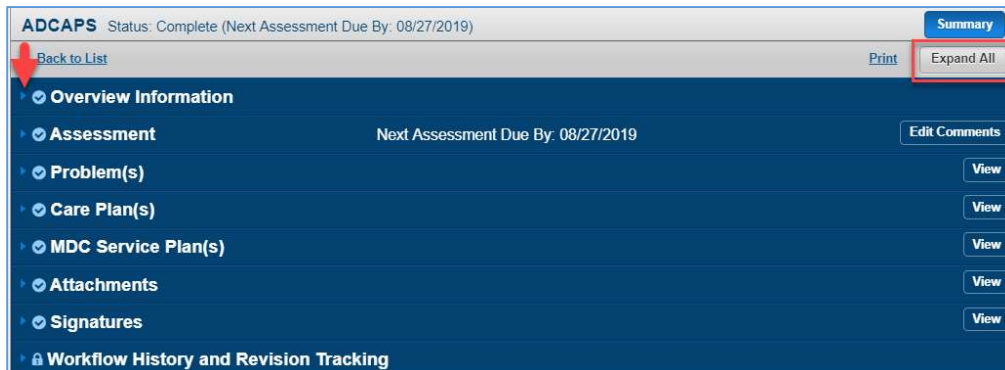 ADCAPS Status: Complete (Next Assessment Due By: 08/27/2019) Summary
Back to List Print Expand All
Overview Information
Assessment Next Assessment Due By: 08/27/2019 Edit Comments
Problem(s) View
Care Plan(s) View
MDC Service Plan(s) View
Attachments View
Signatures View
Workflow History and Revision Tracking